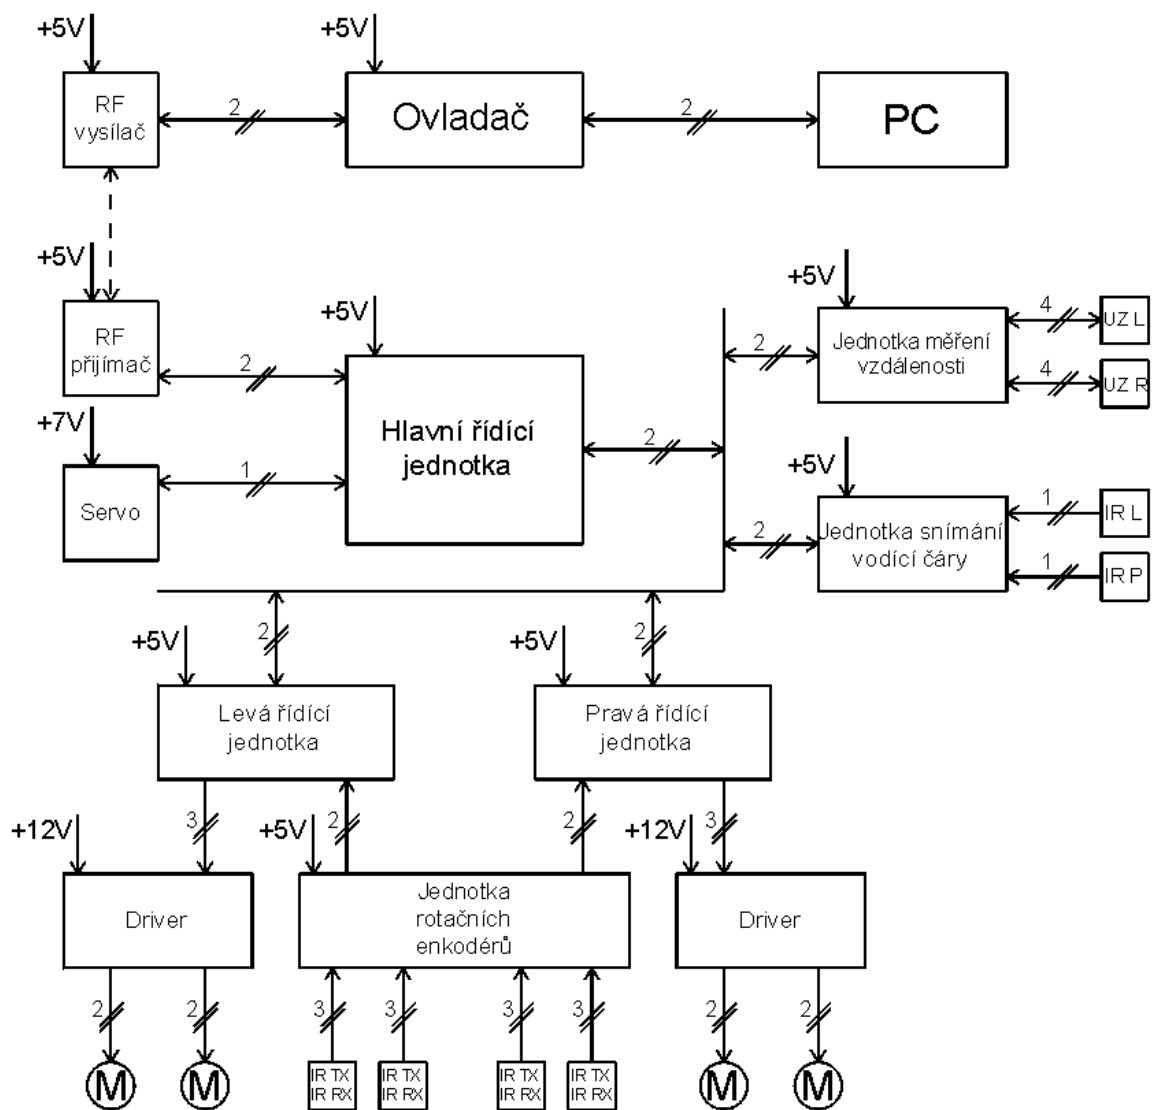 +5V
+5V
RF
vysílač
2
Ovladač
2
PC
+5V
+5V
+5V
RF
přijímač
2
2
Jednotka měření
vzdálenosti
4
UZ L
4
UZ R
+7V
Hlavní řídící
jednotka
2
+5V
Servo
1
2
Jednotka snímání
vodící čáry
1
IR L
1
IR P
2
2
+5V
+5V
Levá řídící
jednotka
Pravá řídící
jednotka
+12V
3
+5V
2
2
+12V
3
Driver
Jednotka
rotačních
enkodérů
Driver
2
2
3
3
3
3
2
2
M
M
IR TX
IR RX
IR TX
IR RX
IR TX
IR RX
IR TX
IR RX
M
M